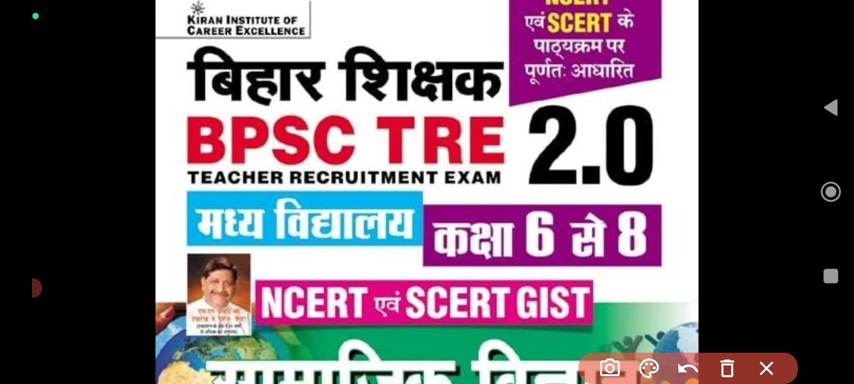 KIRAN INSTITUTE OF
CAREER EXCELLENCE
NCERT
एवं SCERT के
पाठ्यक्रम पर
पूर्णतः आधारित
बिहार शिक्षक
BPSC TRE 2.0
TEACHER RECRUITMENT EXAM
मध्य विद्यालय
कक्षा 6 से 8
NCERT एवं SCERT GIST
सामाजिक विज्ञान